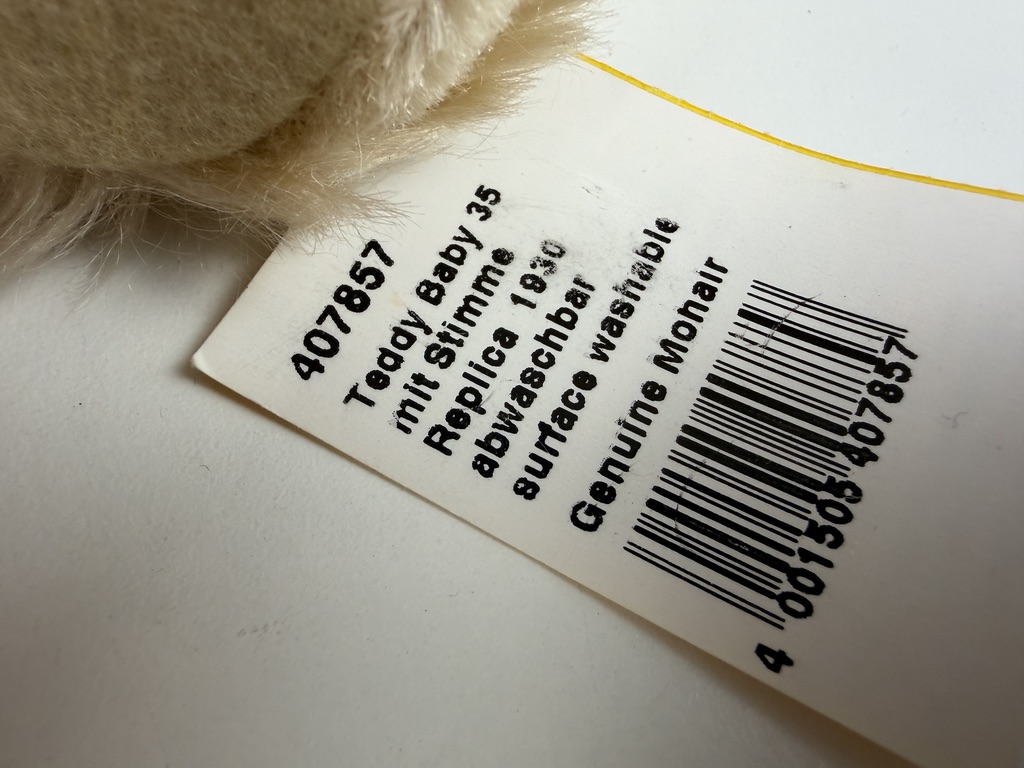 407857
Teddy Baby 35
mit Stimme
Replica 1930
abwaschbar
surface washable
Genuine Mohair
4 001505 407857